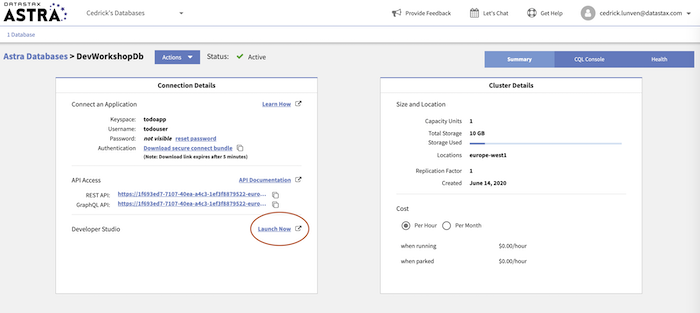 DATASTAX
ASTRA
Cedrick's Databases
Provide Feedback
Let's Chat
Get Help
cedrick.lunven@datastax.com
1 Database
Astra Databases > DevWorkshopDb
Actions
Status:
Active
Summary
CQL Console
Health
Connection Details
Connect an Application
Learn How
Keyspace: todoapp
Username: todouser
Password: not visible reset password
Authentication Download secure connect bundle
(Note: Download link expires after 5 minutes)
API Access
API Documentation
REST API: https://1f693ed7-7107-40ea-a4c3-1ef3f8879522-euro...
GraphQL API: https://1f693ed7-7107-40ea-a4c3-1ef3f8879522-euro...
Developer Studio
Launch Now
Cluster Details
Size and Location
Capacity Units 1
Total Storage 10 GB
Storage Used
Locations europe-west1
Replication Factor 1
Created June 14, 2020
Cost
Per Hour
Per Month
when running $0.00/hour
when parked $0.00/hour